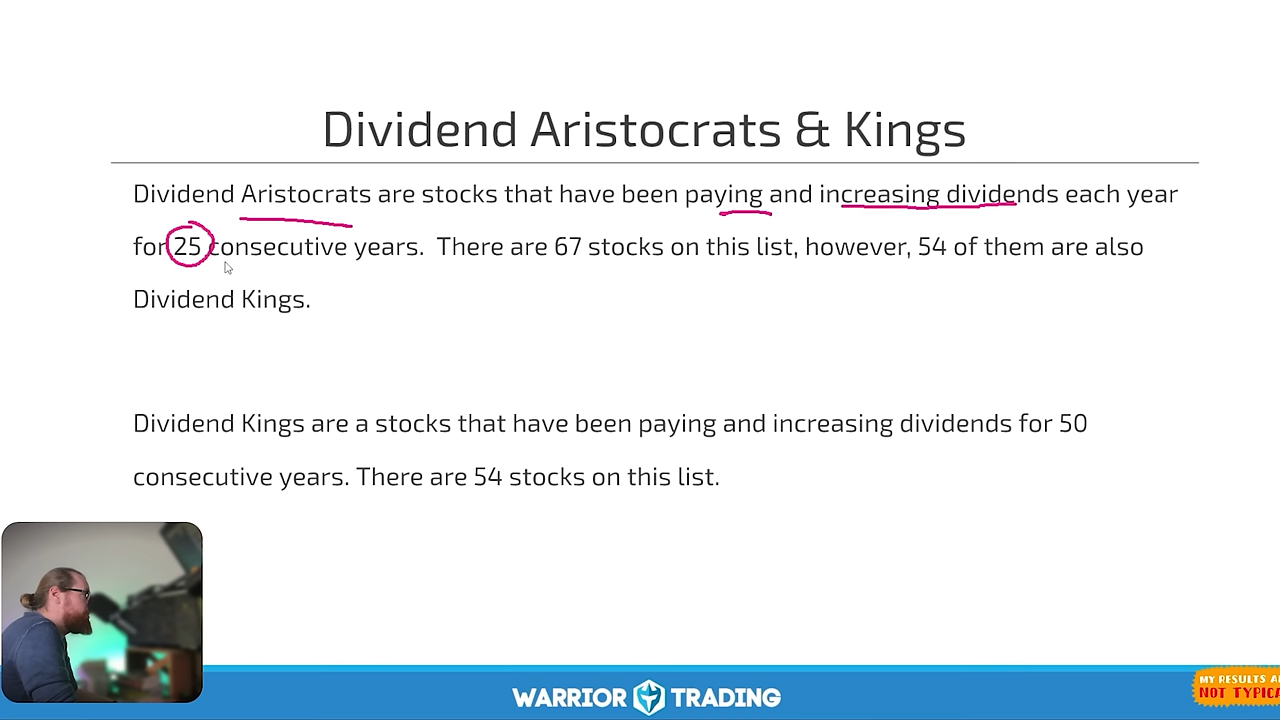 Dividend Aristocrats & Kings
Dividend Aristocrats are stocks that have been paying and increasing dividends each year
for 25 consecutive years.  There are 67 stocks on this list, however, 54 of them are also
Dividend Kings.
Dividend Kings are a stocks that have been paying and increasing dividends for 50
consecutive years. There are 54 stocks on this list.
WARRIOR TRADING
MY RESULTS
NOT